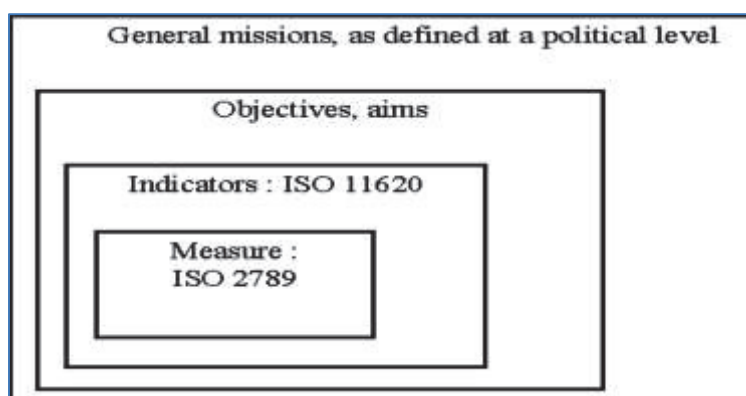 General missions, as defined at a political level
Objectives, aims
Indicators : ISO 11620
Measure :
ISO 2789